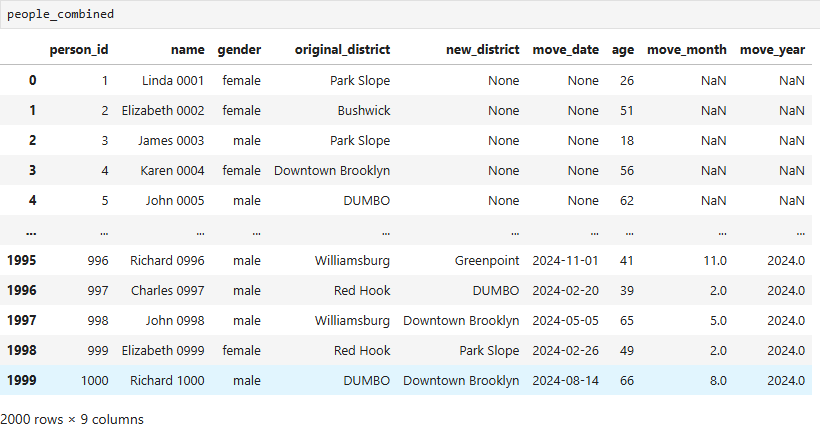 people_combined
person_id name gender original_district new_district move_date age move_month move_year
0 1 Linda 0001 female Park Slope None None 26 NaN NaN
1 2 Elizabeth 0002 female Bushwick None None 51 NaN NaN
2 3 James 0003 male Park Slope None None 18 NaN NaN
3 4 Karen 0004 female Downtown Brooklyn None None 56 NaN NaN
4 5 John 0005 male DUMBO None None 62 NaN NaN
... ... ... ... ... ... ... ... ... ...
1995 996 Richard 0996 male Williamsburg Greenpoint 2024-11-01 41 11.0 2024.0
1996 997 Charles 0997 male Red Hook DUMBO 2024-02-20 39 2.0 2024.0
1997 998 John 0998 male Williamsburg Downtown Brooklyn 2024-05-05 65 5.0 2024.0
1998 999 Elizabeth 0999 female Red Hook Park Slope 2024-02-26 49 2.0 2024.0
1999 1000 Richard 1000 male DUMBO Downtown Brooklyn 2024-08-14 66 8.0 2024.0
2000 rows × 9 columns